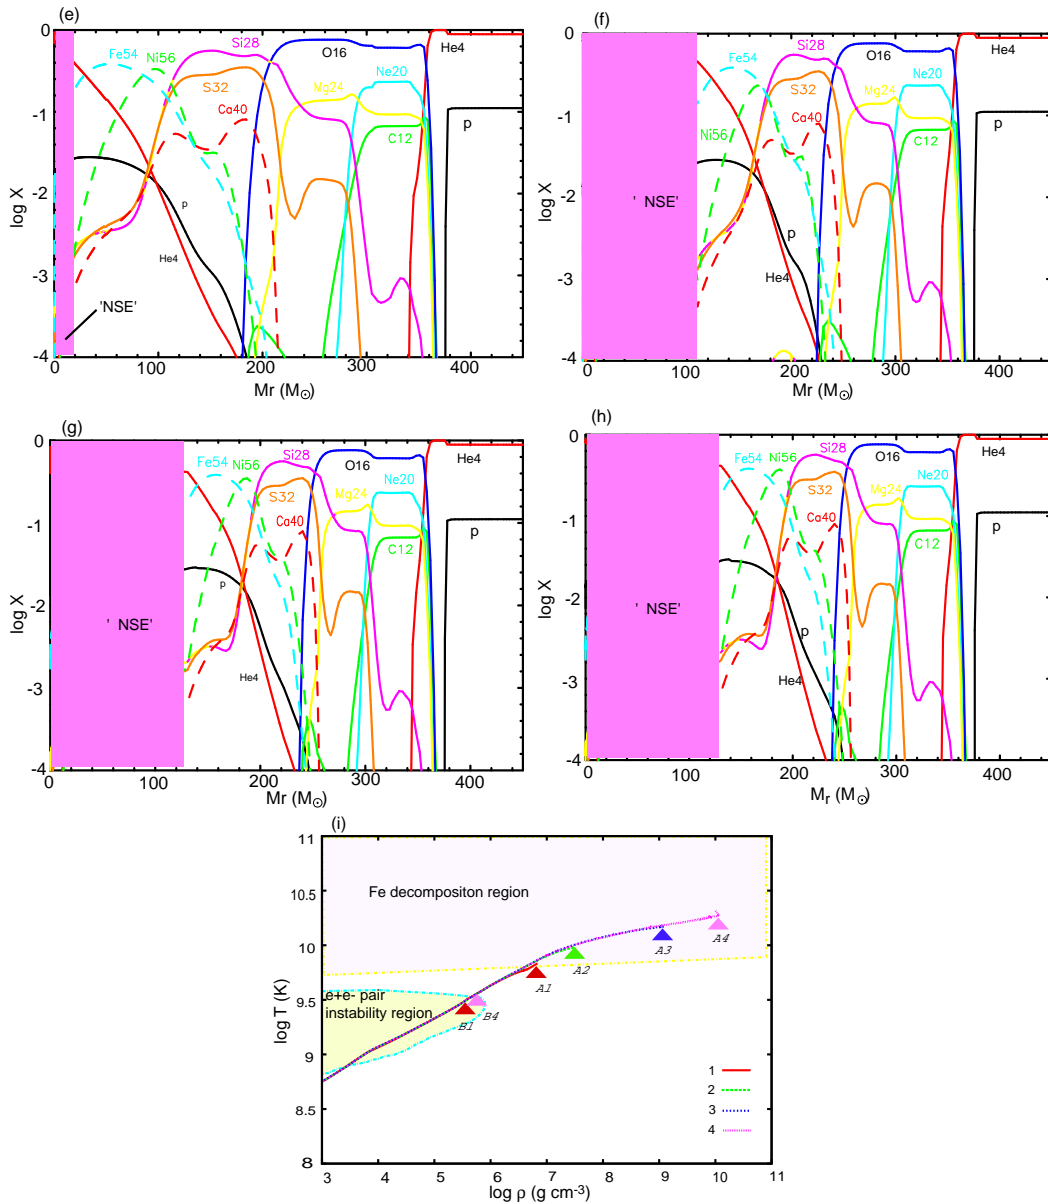 (e)
0
-1
-2
-3
-4
log X
Fe54
Ni56
Si28
S32
Ca40
O16
Mg24
Ne20
C12
He4
p
p
He4
'NSE'
0
100
200
300
400
Mr (M⊙)
(f)
0
-1
-2
-3
-4
log X
Fe54
Ni56
Si28
S32
Ca40
O16
Mg24
Ne20
C12
He4
p
p
He4
' NSE'
0
100
200
300
400
Mr (M⊙)
(g)
0
-1
-2
-3
-4
log X
Fe54
Ni56
Si28
S32
Ca40
O16
Mg24
Ne20
C12
He4
p
p
He4
' NSE'
0
100
200
300
400
Mr (M⊙)
(h)
0
-1
-2
-3
-4
log X
Fe54
Ni56
Si28
S32
Ca40
O16
Mg24
Ne20
C12
He4
p
p
He4
' NSE'
0
100
200
300
400
Mr (M⊙)
(i)
11
10.5
10
9.5
9
8.5
8
log T (K)
Fe decompositon region
e+e- pair
instability region
A4
A3
A2
A1
B1
B4
1
2
3
4
3
4
5
6
7
8
9
10
11
log ρ (g cm-3)